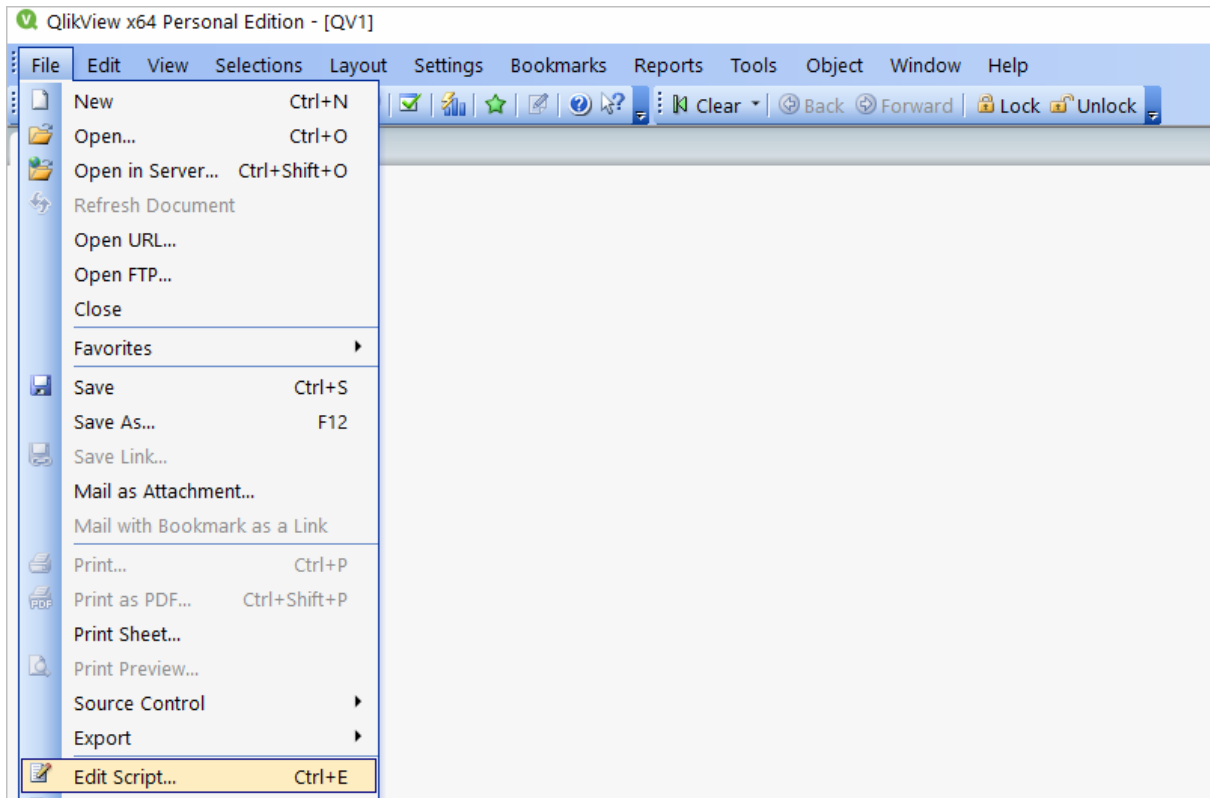 QlikView x64 Personal Edition - [QV1]
File Edit View Selections Layout Settings Bookmarks Reports Tools Object Window Help
Clear Back Forward Lock Unlock
New Ctrl+N
Open... Ctrl+O
Open in Server... Ctrl+Shift+O
Refresh Document
Open URL...
Open FTP...
Close
Favorites
Save Ctrl+S
Save As... F12
Save Link...
Mail as Attachment...
Mail with Bookmark as a Link
Print... Ctrl+P
PDF Print as PDF... Ctrl+Shift+P
Print Sheet...
Print Preview...
Source Control
Export
Edit Script... Ctrl+E